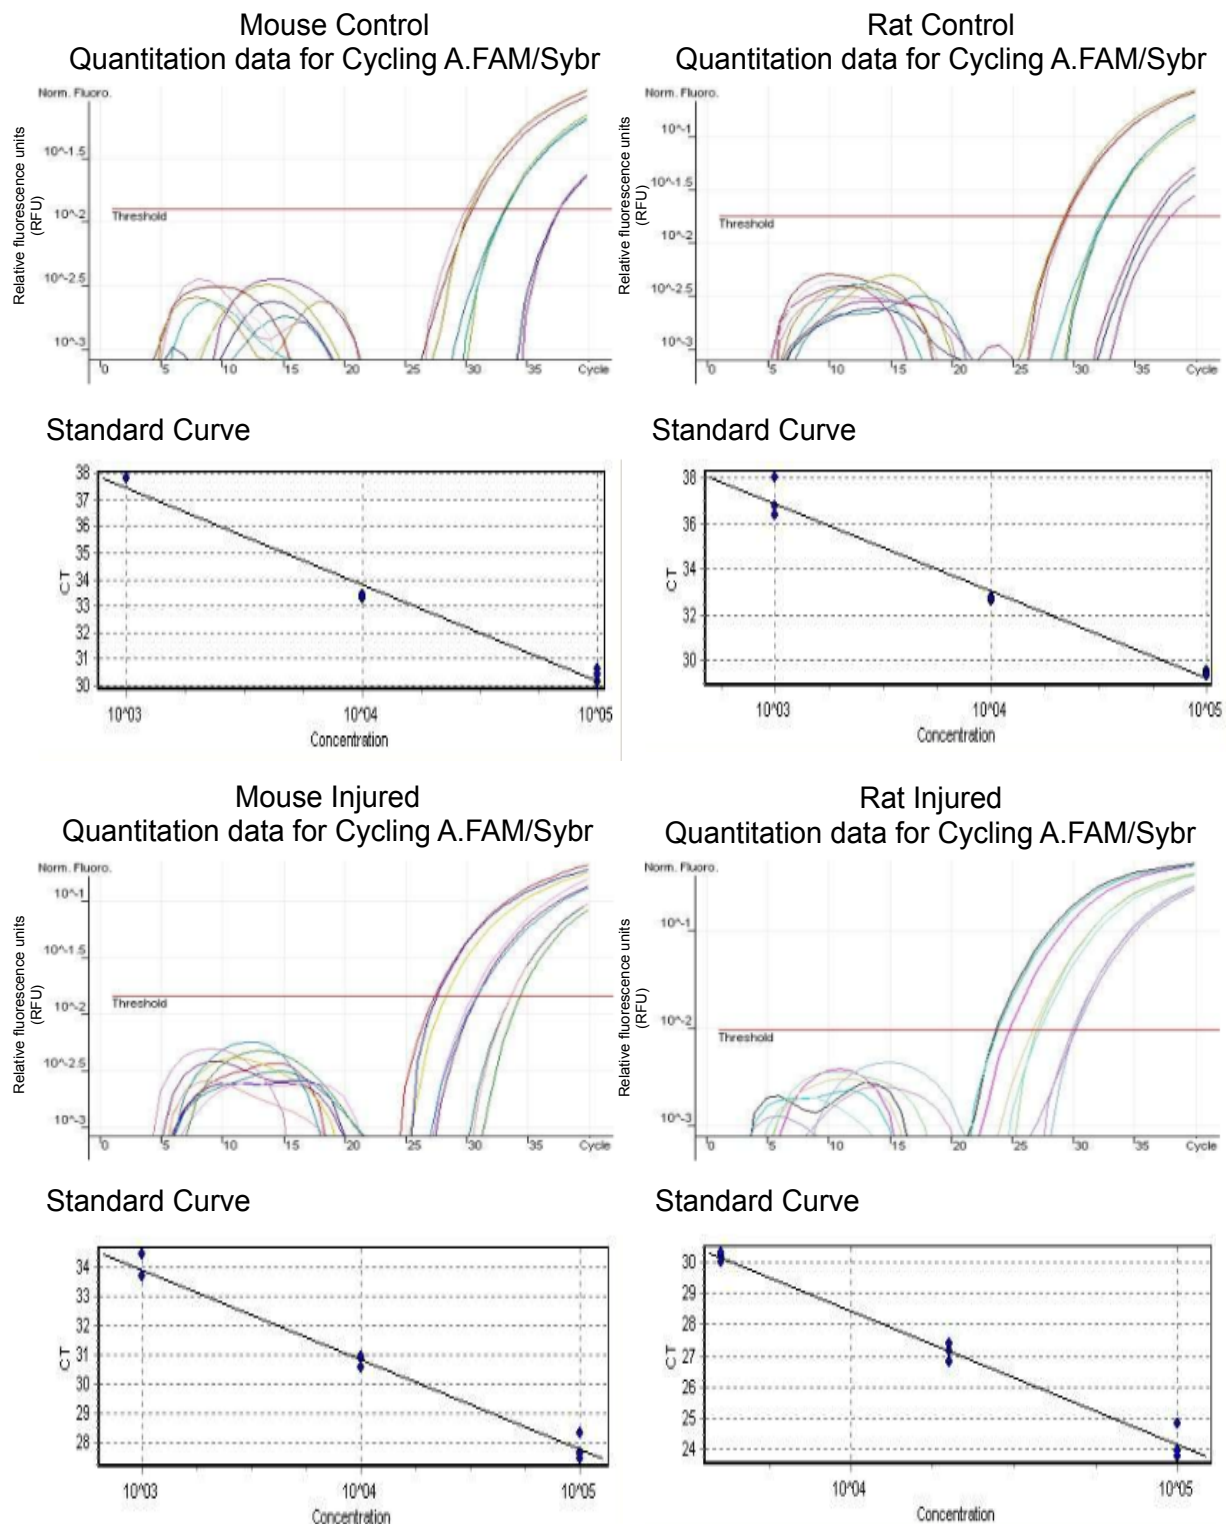 Mouse Control
Quantitation data for Cycling A.FAM/Sybr
Norm. Fluoro.
Relative fluorescence units
(RFU)
10^-1.5
10^-2
Threshold
10^-2.5
10^-3
0 5 10 15 20 25 30 35 Cycle
Rat Control
Quantitation data for Cycling A.FAM/Sybr
Norm. Fluoro.
Relative fluorescence units
(RFU)
10^-1
10^-1.5
Threshold
10^-2
10^-2.5
10^-3
0 5 10 15 20 25 30 35 Cycle
Standard Curve
CT
38
37
36
35
34
33
32
31
30
10^03 10^04 10^05
Concentration
Standard Curve
CT
38
36
34
32
30
10^03 10^04 10^05
Concentration
Mouse Injured
Quantitation data for Cycling A.FAM/Sybr
Norm. Fluoro.
Relative fluorescence units
(RFU)
10^-1
10^-1.5
Threshold
10^-2
10^-2.5
10^-3
0 5 10 15 20 25 30 35 Cycle
Rat Injured
Quantitation data for Cycling A.FAM/Sybr
Norm. Fluoro.
Relative fluorescence units
(RFU)
10^-1
10^-2
Threshold
10^-3
0 5 10 15 20 25 30 35 Cycle
Standard Curve
CT
34
33
32
31
30
29
28
10^03 10^04 10^05
Concentration
Standard Curve
CT
30
29
28
27
26
25
24
10^04 10^05
Concentration